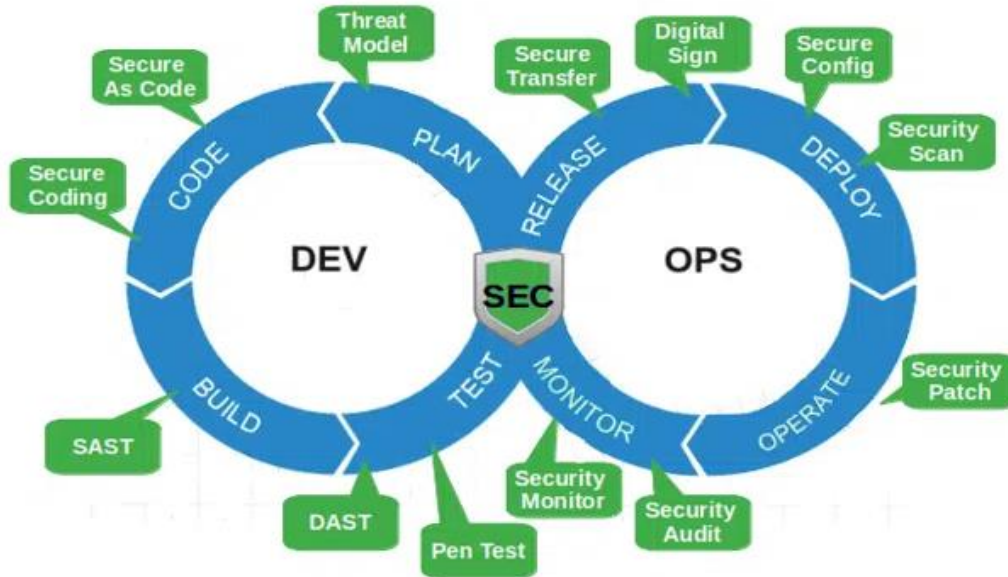 Threat
Model
Digital
Sign
Secure
Config
Secure
Transfer
Secure
As Code
Security
Scan
PLAN
RELEASE
CODE
DEPLOY
Secure
Coding
DEV
OPS
SEC
TEST
MONITOR
BUILD
OPERATE
Security
Patch
SAST
Security
Monitor
DAST
Security
Audit
Pen Test